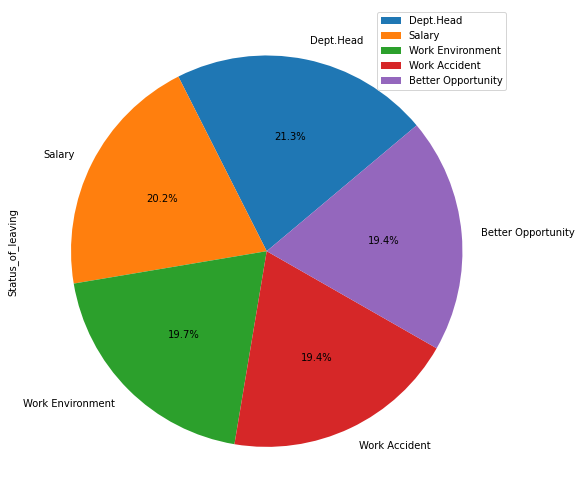 Dept.Head
Salary
Work Environment
Work Accident
Better Opportunity
Dept.Head
21.3%
Salary
20.2%
Better Opportunity
19.4%
Status_of_leaving
19.7%
19.4%
Work Environment
Work Accident